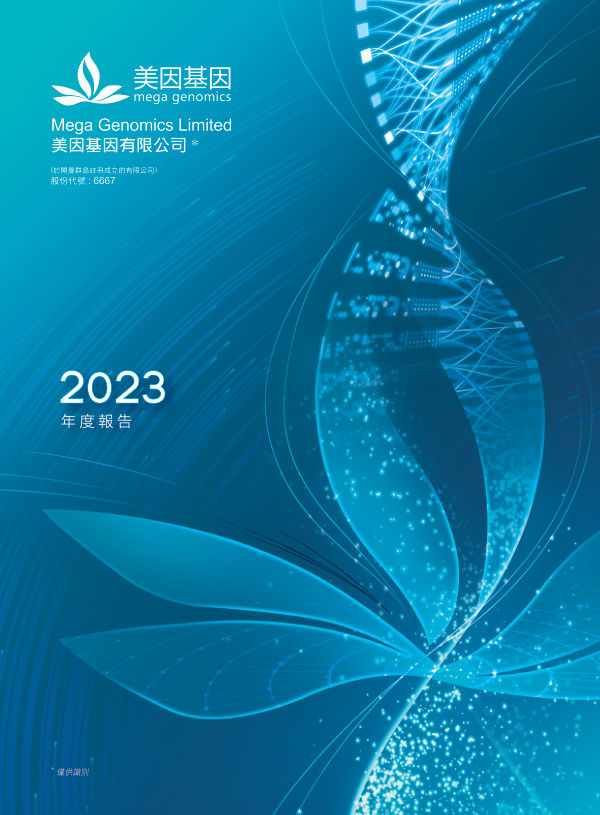 美因基因
mega genomics
Mega Genomics Limited
美因基因有限公司*
(於開曼群島註冊成立的有限公司)
股份代號 : 6667
2023
年度報告
* 僅供識別